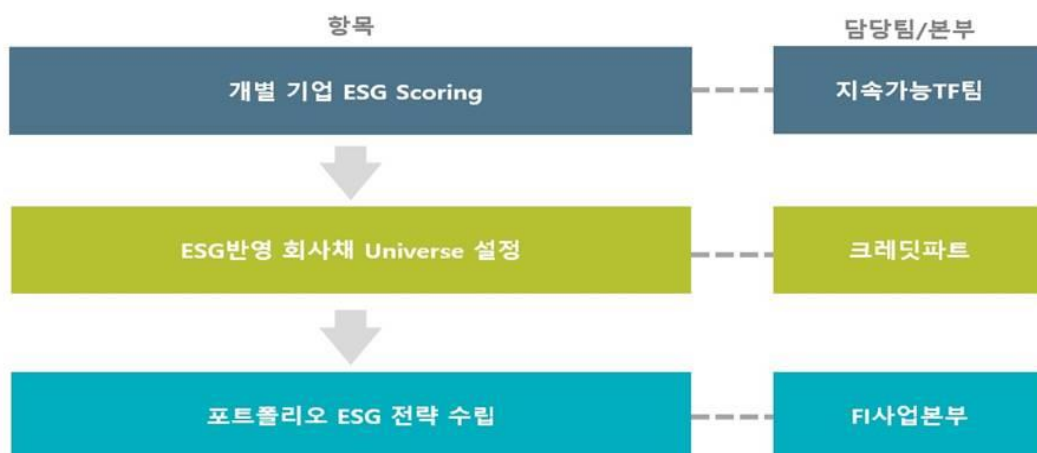 항목
담당팀/본부
개별 기업 ESG Scoring
지속가능TF팀
ESG반영 회사채 Universe 설정
크레딧파트
포트폴리오 ESG 전략 수립
FI사업본부